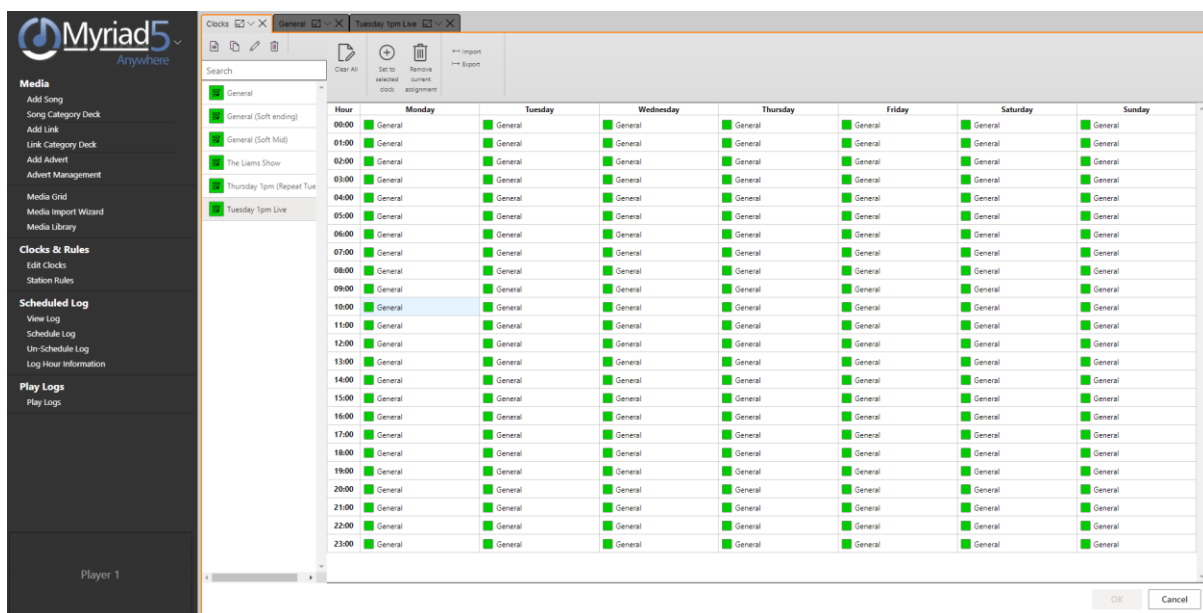 Myriad5
Anywhere
Media
Add Song
Song Category Deck
Add Link
Link Category Deck
Add Advert
Advert Management
Media Grid
Media Import Wizard
Media Library
Clocks & Rules
Edit Clocks
Station Rules
Scheduled Log
View Log
Schedule Log
Un-Schedule Log
Log Hour Information
Play Logs
Play Logs
Player 1
Clocks General Tuesday 1pm Live
Search
General
General (Soft ending)
General (Soft Mid)
The Liams Show
Thursday 1pm (Repeat Tue
Tuesday 1pm Live
Clear All
Set to selected clock
Remove current assignment
Import
Export
Hour Monday Tuesday Wednesday Thursday Friday Saturday Sunday
00:00 General General General General General General General
01:00 General General General General General General General
02:00 General General General General General General General
03:00 General General General General General General General
04:00 General General General General General General General
05:00 General General General General General General General
06:00 General General General General General General General
07:00 General General General General General General General
08:00 General General General General General General General
09:00 General General General General General General General
10:00 General General General General General General General
11:00 General General General General General General General
12:00 General General General General General General General
13:00 General General General General General General General
14:00 General General General General General General General
15:00 General General General General General General General
16:00 General General General General General General General
17:00 General General General General General General General
18:00 General General General General General General General
19:00 General General General General General General General
20:00 General General General General General General General
21:00 General General General General General General General
22:00 General General General General General General General
23:00 General General General General General General General
OK Cancel